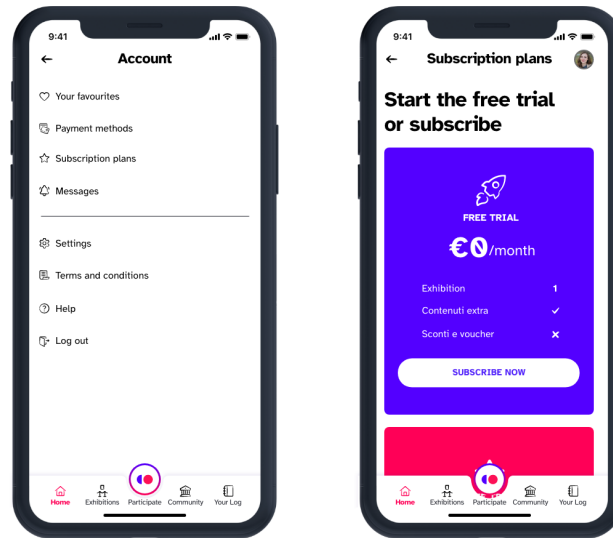 9:41
Account
Your favourites
Payment methods
Subscription plans
Messages
Settings
Terms and conditions
Help
Log out
Home
Exhibitions
Participate
Community
Your Log
9:41
Subscription plans
Start the free trial
or subscribe
FREE TRIAL
€0/month
Exhibition 1
Contenuti extra
Sconti e voucher
SUBSCRIBE NOW
Home
Exhibitions
Participate
Community
Your Log